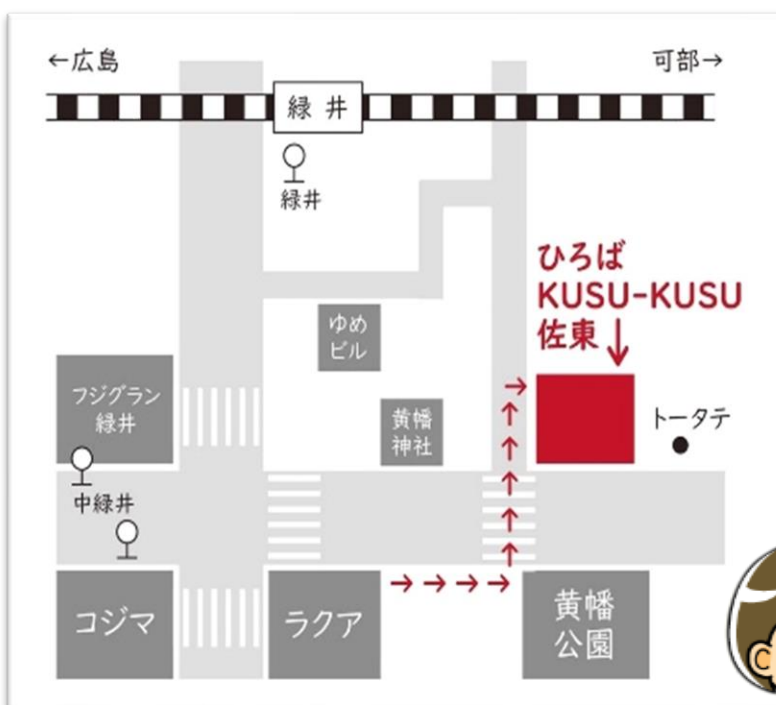 ←広島
可部→
緑井
緑井
ひろば
KUSU-KUSU
佐東
ゆめ
ビル
フジグラン
緑井
黄幡
神社
トータテ
中緑井
コジマ
ラクア
黄幡
公園